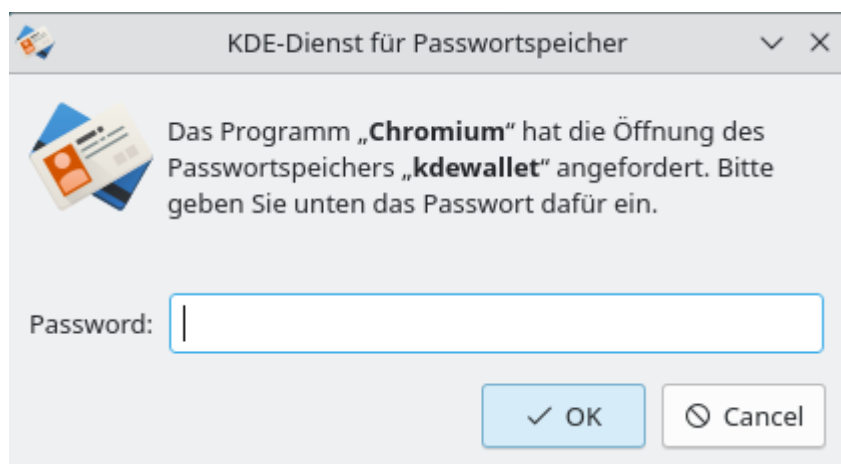 KDE-Dienst für Passwortspeicher
Das Programm „Chromium“ hat die Öffnung des
Passwortspeichers „kdewallet“ angefordert. Bitte
geben Sie unten das Passwort dafür ein.
Password:
OK
Cancel